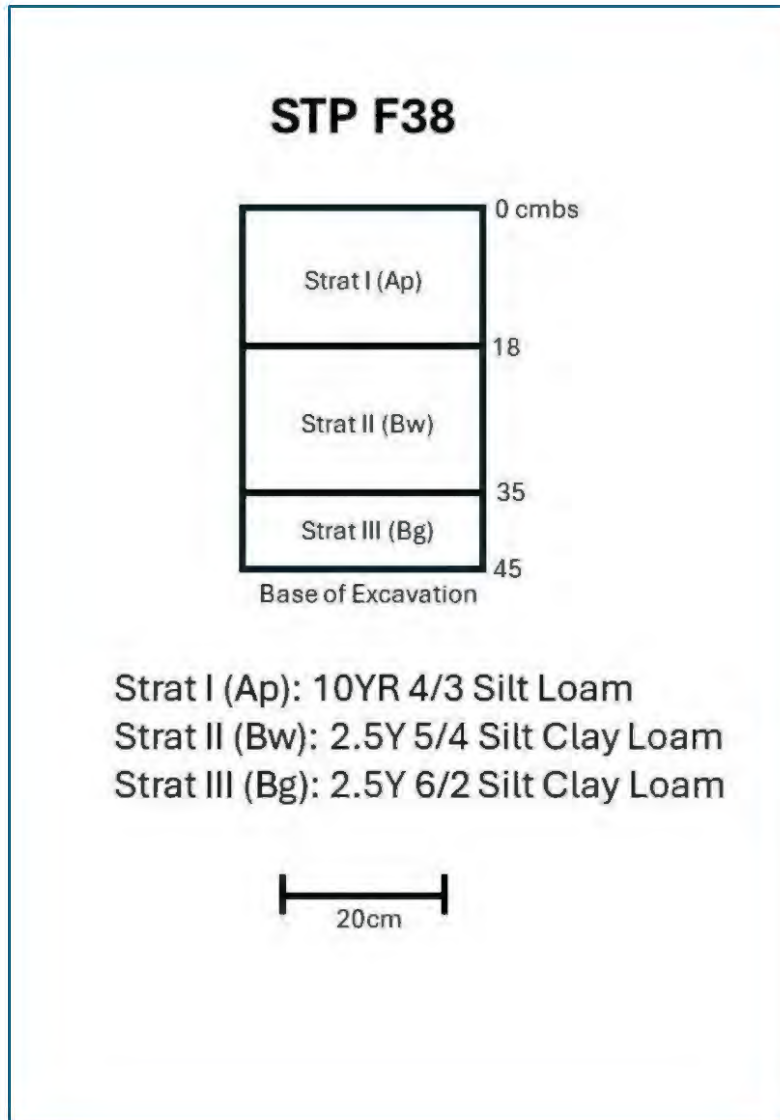 STP F38
0 cmbs
Strat I (Ap)
18
Strat II (Bw)
35
Strat III (Bg)
45
Base of Excavation
Strat I (Ap): 10YR 4/3 Silt Loam
Strat II (Bw): 2.5Y 5/4 Silt Clay Loam
Strat III (Bg): 2.5Y 6/2 Silt Clay Loam
20cm